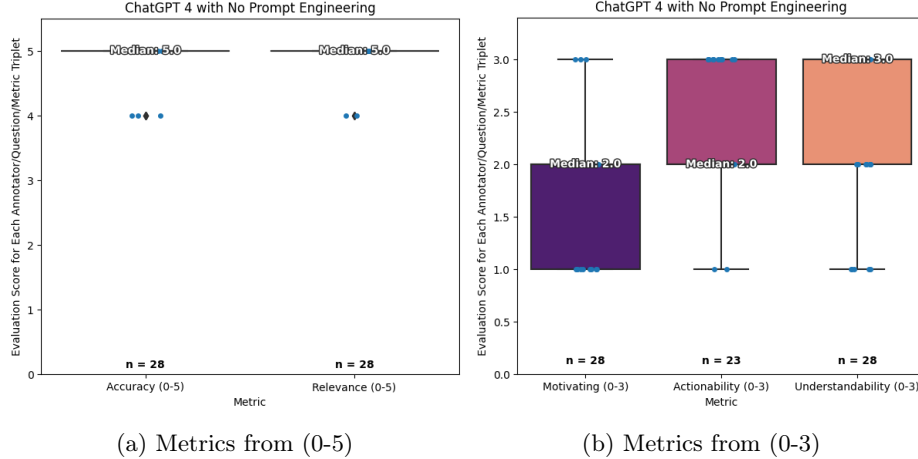 ChatGPT 4 with No Prompt Engineering
Evaluation Score for Each Annotator/Question/Metric Triplet
5
4
3
2
1
0
Median: 5.0
Median: 5.0
n = 28
n = 28
Accuracy (0-5)
Relevance (0-5)
Metric
(a) Metrics from (0-5)
ChatGPT 4 with No Prompt Engineering
Evaluation Score for Each Annotator/Question/Metric Triplet
3.0
2.5
2.0
1.5
1.0
0.5
0.0
Median: 2.0
Median: 2.0
Median: 3.0
n = 28
n = 23
n = 28
Motivating (0-3)
Actionability (0-3)
Understandability (0-3)
Metric
(b) Metrics from (0-3)